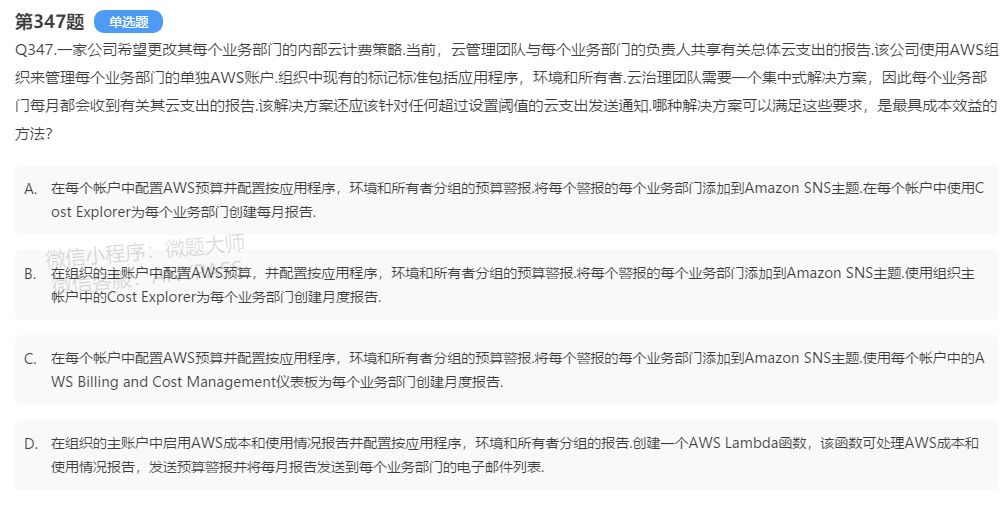 第347题 单选题
Q347.一家公司希望更改其每个业务部门的内部云计费策略.当前，云管理团队与每个业务部门的负责人共享有关总体云支出的报告.该公司使用AWS组
织来管理每个业务部门的单独AWS账户.组织中现有的标记标准包括应用程序，环境和所有者.云治理团队需要一个集中式解决方案，因此每个业务部
门每月都会收到有关其云支出的报告.该解决方案还应该针对任何超过设置阈值的云支出发送通知.哪种解决方案可以满足这些要求，是最具成本效益的
方法?
A. 在每个帐户中配置AWS预算并配置按应用程序，环境和所有者分组的预算警报.将每个警报的每个业务部门添加到Amazon SNS主题.在每个帐户中使用C
ost Explorer为每个业务部门创建每月报告.
微信小程序：微题大师
微信客服：
B. 在组织的主账户中配置AWS预算，并配置按应用程序，环境和所有者分组的预算警报.将每个警报的每个业务部门添加到Amazon SNS主题.使用组织主
帐户中的Cost Explorer为每个业务部门创建月度报告.
C. 在每个帐户中配置AWS预算并配置按应用程序，环境和所有者分组的预算警报.将每个警报的每个业务部门添加到Amazon SNS主题.使用每个帐户中的A
WS Billing and Cost Management仪表板为每个业务部门创建月度报告.
D. 在组织的主账户中启用AWS成本和使用情况报告并配置按应用程序，环境和所有者分组的报告.创建一个AWS Lambda函数，该函数可处理AWS成本和
使用情况报告，发送预算警报并将每月报告发送到每个业务部门的电子邮件列表.